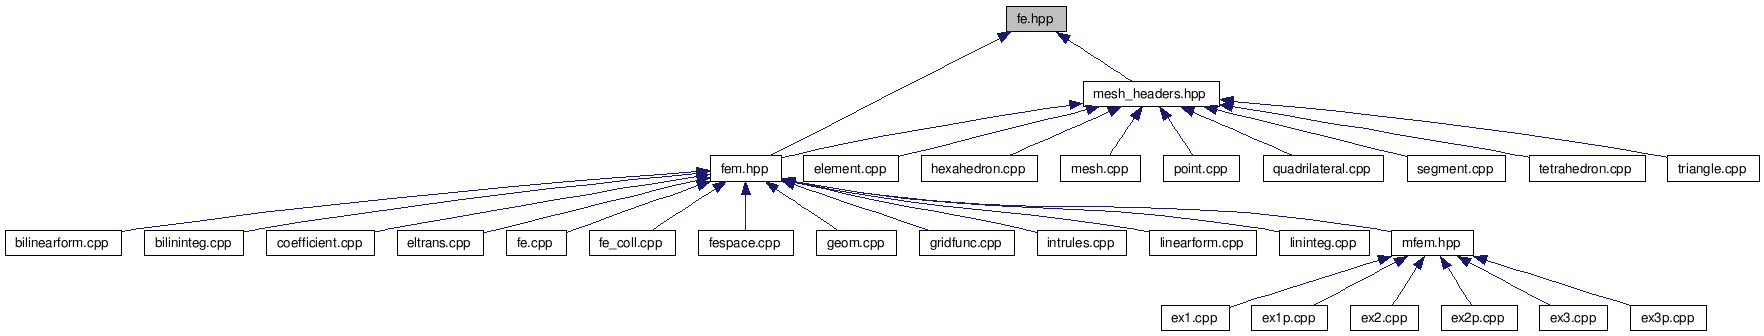 fe.hpp
mesh_headers.hpp
fem.hpp
element.cpp
hexahedron.cpp
mesh.cpp
point.cpp
quadrilateral.cpp
segment.cpp
tetrahedron.cpp
triangle.cpp
bilinearform.cpp
bilininteg.cpp
coefficient.cpp
eltrans.cpp
fe.cpp
fe_coll.cpp
fespace.cpp
geom.cpp
gridfunc.cpp
intrules.cpp
linearform.cpp
lininteg.cpp
mfem.hpp
ex1.cpp
ex1p.cpp
ex2.cpp
ex2p.cpp
ex3.cpp
ex3p.cpp